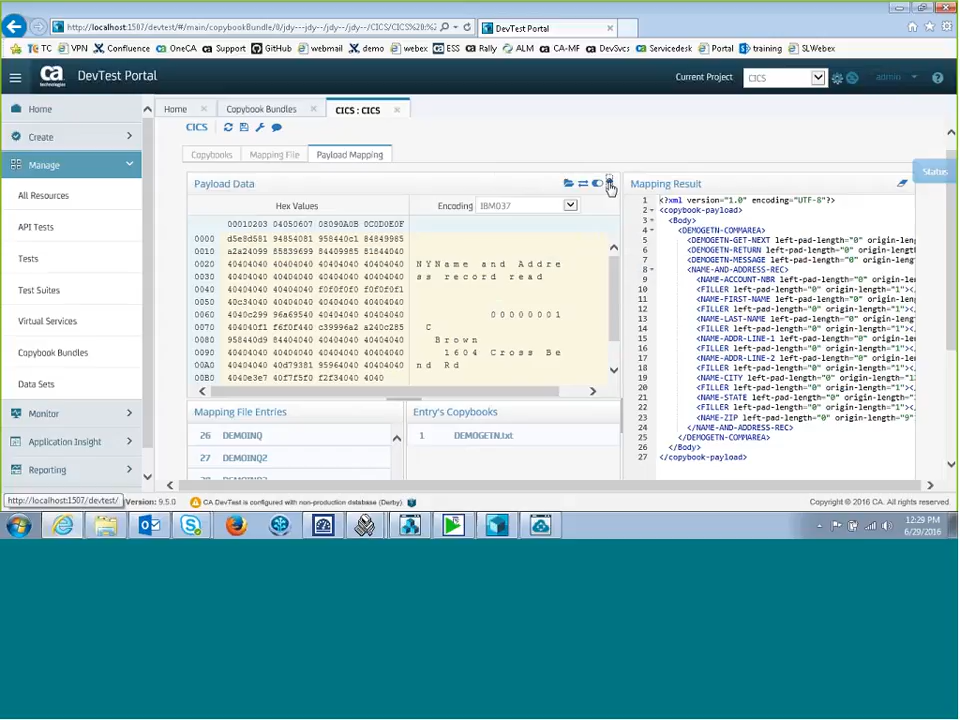 http://localhost:1507/devtest/#/main/copybookBundle/0/jdy---jdy--/jdy/CICS/CICS%20:%2
DevTest Portal
TC
VPN
Confluence
OneCA
Support
GitHub
webmail
demo
webex
ESS
Rally
ALM
CA-MF
DevSvcs
Servicedesk
Portal
training
SLWebex
ca
technologies
DevTest Portal
Current Project
CICS
admin
Home
Create
Manage
All Resources
API Tests
Tests
Test Suites
Virtual Services
Copybook Bundles
Data Sets
Monitor
Application Insight
Reporting
Home
Copybook Bundles
CICS : CICS
CICS
Copybooks
Mapping File
Payload Mapping
Status
Payload Data
Hex Values
Encoding
IBM037
00010203 04050607 08090A0B 0C0D0E0F
0000 d5e8d581 94854081 958440c1 84849985
0010 a2a24099 85839699 84409985 81844040
0020 40404040 40404040 40404040 40404040
0030 40404040 40404040 40404040 40404040
0040 40404040 40404040 f0f0f0f0 f0f0f0f1
0050 40c34040 40404040 40404040 40404040
0060 4040c299 96a69540 40404040 40404040
0070 404040f1 f6f0f440 c39996a2 a240c285
0080 958440d9 84404040 40404040 40404040
0090 40404040 40404040 40404040 40404040
00A0 40404040 40d79381 95964040 40404040
00B0 4040e3e7 40f7f5f0 f2f34040 4040
NYName and Addre
ss record read
00000001
C
Brown
1604 Cross Be
nd Rd
Mapping File Entries
26 DEMOINQ
27 DEMOINQ2
Entry's Copybooks
1 DEMOGETN.txt
Mapping Result
1 <?xml version="1.0" encoding="UTF-8"?>
2 <copybook-payload>
3 <Body>
4 <DEMOGETN-COMMAREA>
5 <DEMOGETN-GET-NEXT left-pad-length="0" origin-leng
6 <DEMOGETN-RETURN left-pad-length="0" origin-length
7 <DEMOGETN-MESSAGE left-pad-length="0" origin-lengt
8 <NAME-AND-ADDRESS-REC>
9 <NAME-ACCOUNT-NBR left-pad-length="0" origin-len
10 <FILLER left-pad-length="0" origin-length="1">
11 <NAME-FIRST-NAME left-pad-length="0" origin-leng
12 <FILLER left-pad-length="0" origin-length="1">
13 <NAME-LAST-NAME left-pad-length="0" origin-lengt
14 <FILLER left-pad-length="0" origin-length="1">
15 <NAME-ADDR-LINE-1 left-pad-length="0" origin-len
16 <FILLER left-pad-length="0" origin-length="1">
17 <NAME-ADDR-LINE-2 left-pad-length="0" origin-len
18 <FILLER left-pad-length="0" origin-length="1">
19 <NAME-CITY left-pad-length="0" origin-length="1
20 <FILLER left-pad-length="0" origin-length="1">
21 <NAME-STATE left-pad-length="0" origin-length="
22 <FILLER left-pad-length="0" origin-length="1">
23 <NAME-ZIP left-pad-length="0" origin-length="9"
24 </NAME-AND-ADDRESS-REC>
25 </DEMOGETN-COMMAREA>
26 </Body>
27 </copybook-payload>
http://localhost:1507/devtest/
Version: 9.5.0
CA DevTest is configured with non-production database (Derby)
Copyright © 2016 CA. All rights reserved.
12:29 PM
6/29/2016